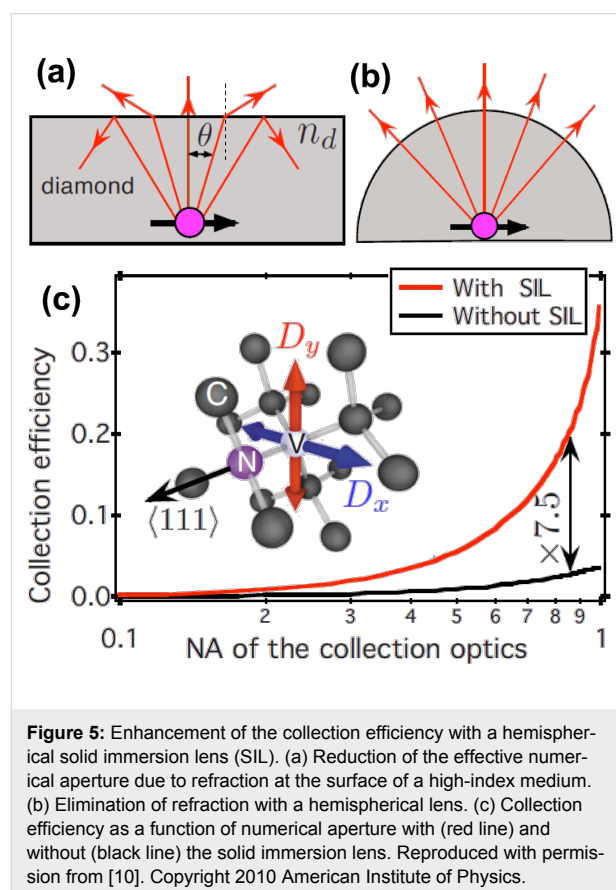 (a)
n_d
θ
diamond
(b)
(c)
With SIL
Without SIL
Collection efficiency
0.3
0.2
0.1
0.0
D_y
C
V
N
D_x
⟨111⟩
×7.5
0.1
2
3
4
5
6
7
8
9
1
NA of the collection optics
Figure 5: Enhancement of the collection efficiency with a hemispher-
ical solid immersion lens (SIL). (a) Reduction of the effective numer-
ical aperture due to refraction at the surface of a high-index medium.
(b) Elimination of refraction with a hemispherical lens. (c) Collection
efficiency as a function of numerical aperture with (red line) and
without (black line) the solid immersion lens. Reproduced with permis-
sion from [10]. Copyright 2010 American Institute of Physics.